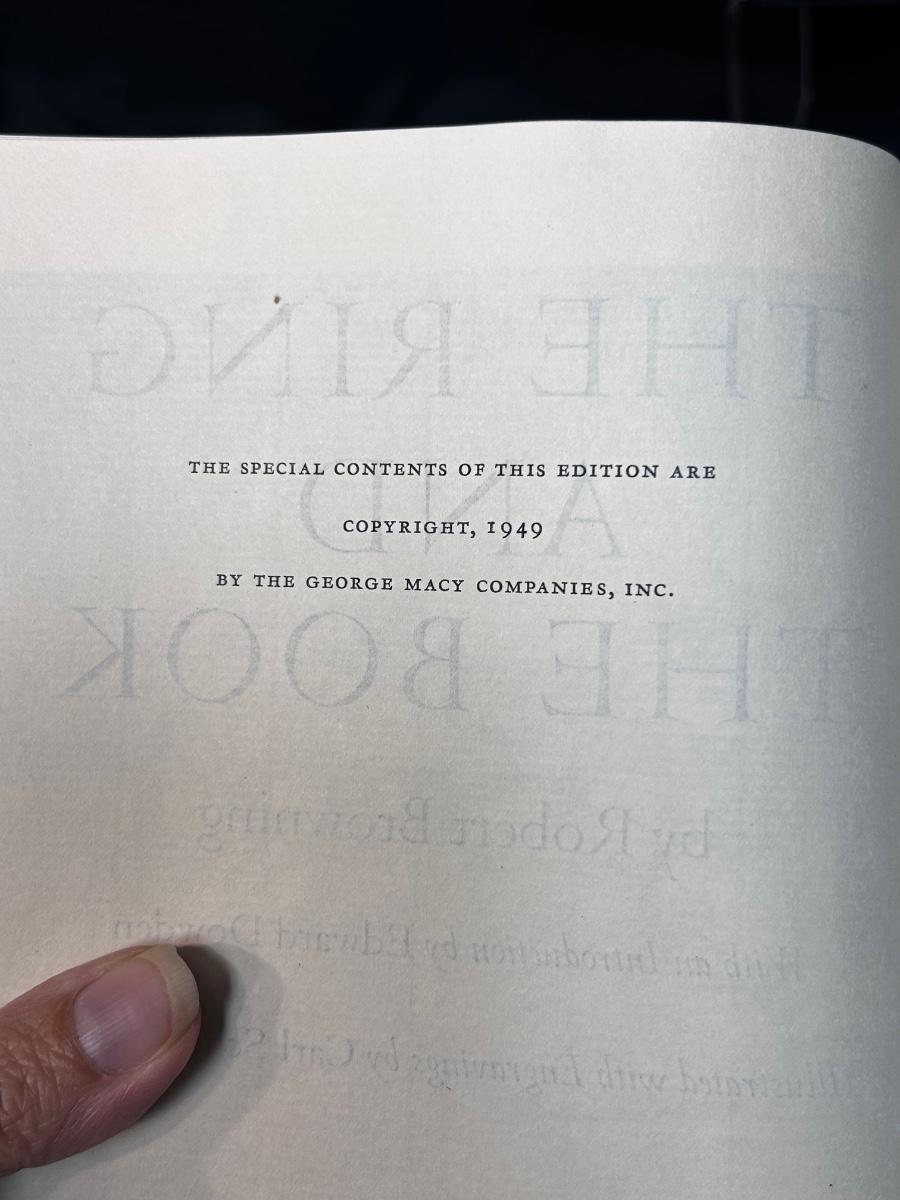 THE SPECIAL CONTENTS OF THIS EDITION ARE
COPYRIGHT, 1949
BY THE GEORGE MACY COMPANIES, INC.
THE RING
AND
THE BOOK
by Robert Browning
With an Introduction by Edward Dowden
Illustrated with Engravings by Carl